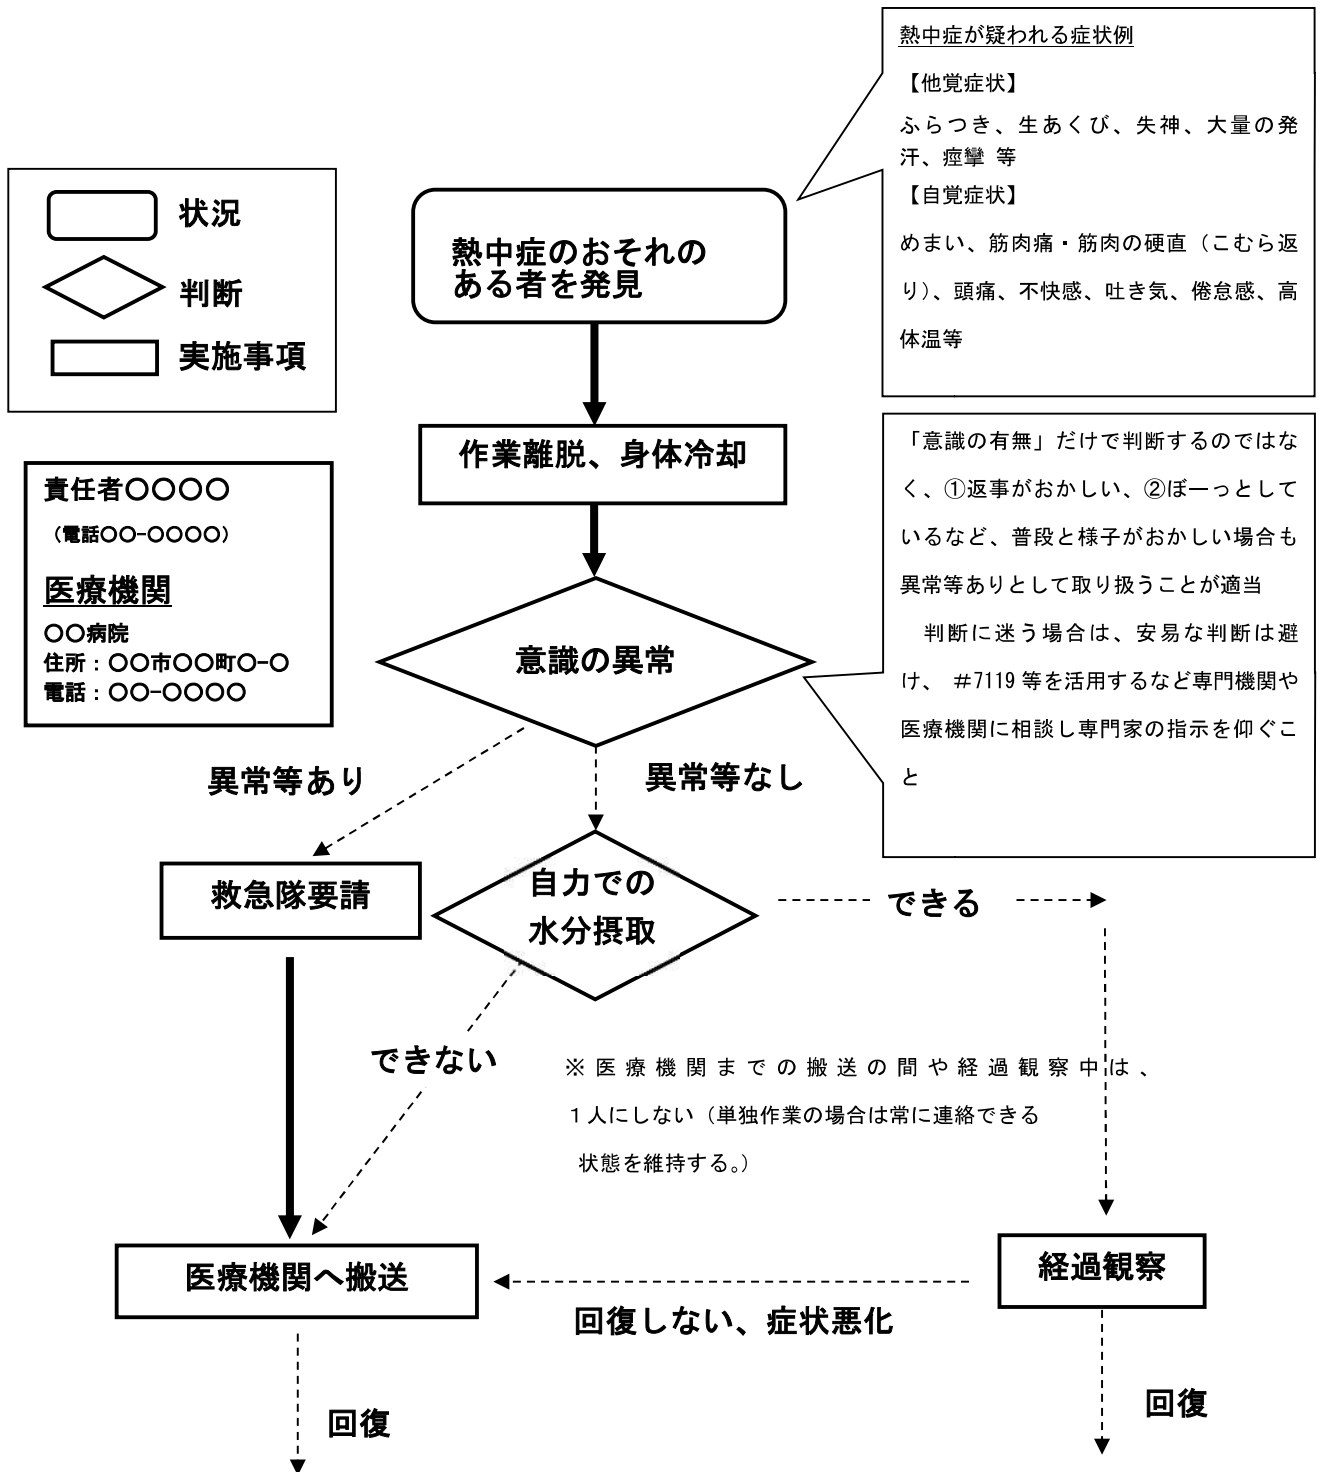 熱中症が疑われる症状例
【他覚症状】
ふらつき、生あくび、失神、大量の発
汗、痙攣 等
【自覚症状】
めまい、筋肉痛・筋肉の硬直（こむら返
り）、頭痛、不快感、吐き気、倦怠感、高
体温等
状況
判断
実施事項
熱中症のおそれの
ある者を発見
作業離脱、身体冷却
責任者〇〇〇〇
（電話〇〇-〇〇〇〇）
医療機関
〇〇病院
住所：〇〇市〇〇町〇-〇
電話：〇〇-〇〇〇〇
「意識の有無」だけで判断するのではな
く、①返事がおかしい、②ぼーっとして
いるなど、普段と様子がおかしい場合も
異常等ありとして取り扱うことが適当
判断に迷う場合は、安易な判断は避
け、 ＃7119 等を活用するなど専門機関や
医療機関に相談し専門家の指示を仰ぐこ
と
意識の異常
異常等あり
異常等なし
救急隊要請
自力での
水分摂取
できる
できない
※医療機関までの搬送の間や経過観察中は、
１人にしない（単独作業の場合は常に連絡できる
状態を維持する。）
医療機関へ搬送
経過観察
回復しない、症状悪化
回復
回復